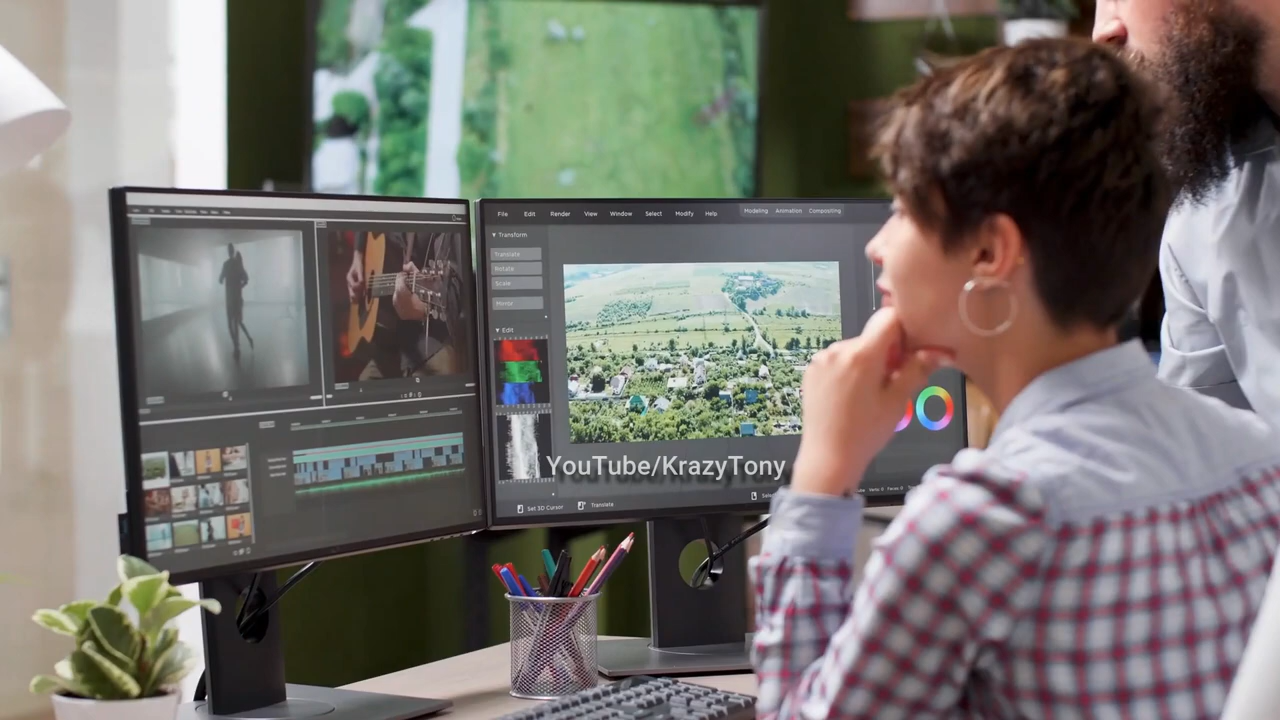 File Edit Render View Window Select Modify Help Modeling Animation Compositing
Transform
Translate
Rotate
Scale
Mirror
Edit
YouTube/KrazyTony
Set 3D Cursor Translate